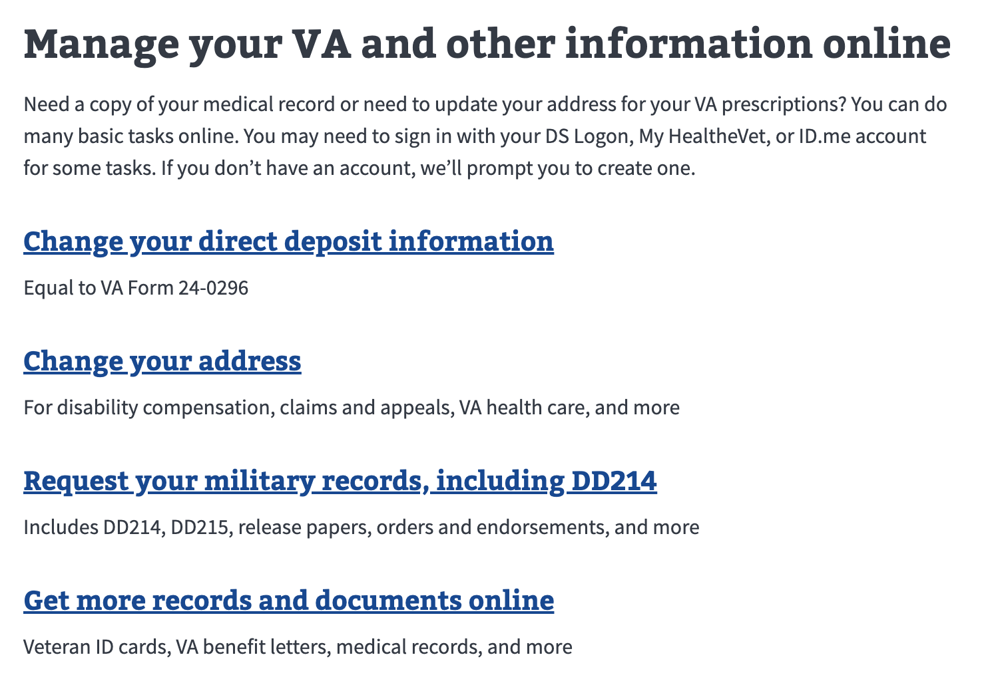 Manage your VA and other information online
Need a copy of your medical record or need to update your address for your VA prescriptions? You can do
many basic tasks online. You may need to sign in with your DS Logon, My HealtheVet, or ID.me account
for some tasks. If you don’t have an account, we’ll prompt you to create one.
Change your direct deposit information
Equal to VA Form 24-0296
Change your address
For disability compensation, claims and appeals, VA health care, and more
Request your military records, including DD214
Includes DD214, DD215, release papers, orders and endorsements, and more
Get more records and documents online
Veteran ID cards, VA benefit letters, medical records, and more